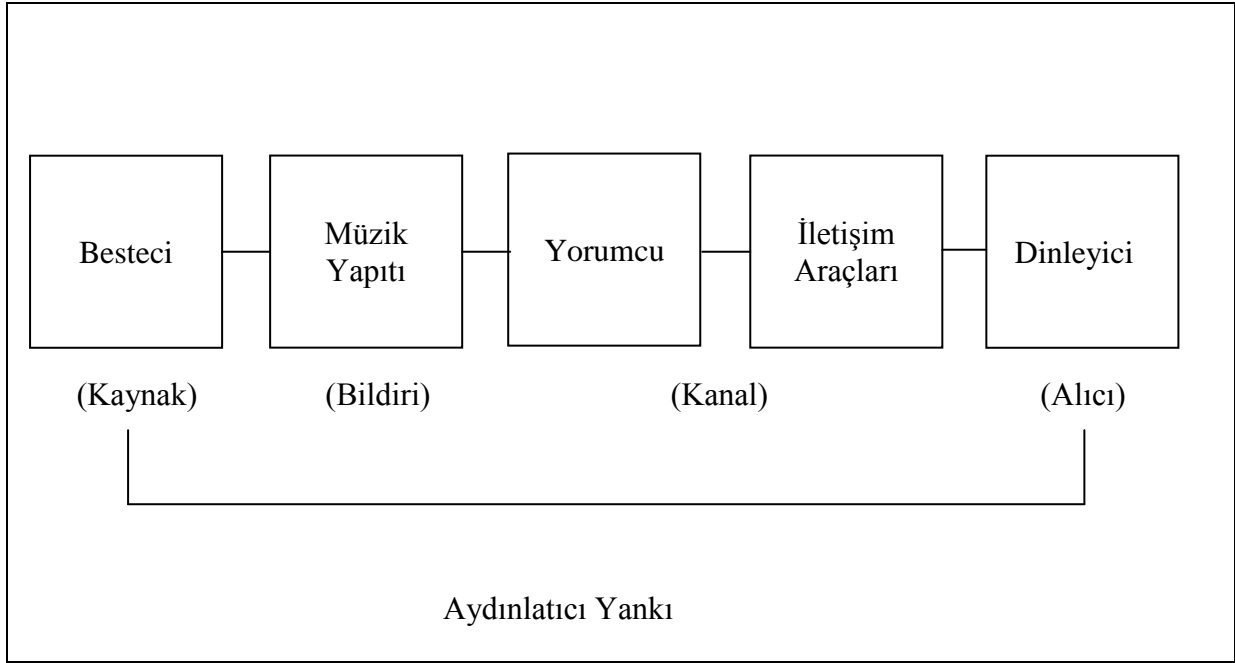 Besteci
Müzik
Yapıtı
Yorumcu
İletişim
Araçları
Dinleyici
(Kaynak)
(Bildiri)
(Kanal)
(Alıcı)
Aydınlatıcı Yankı